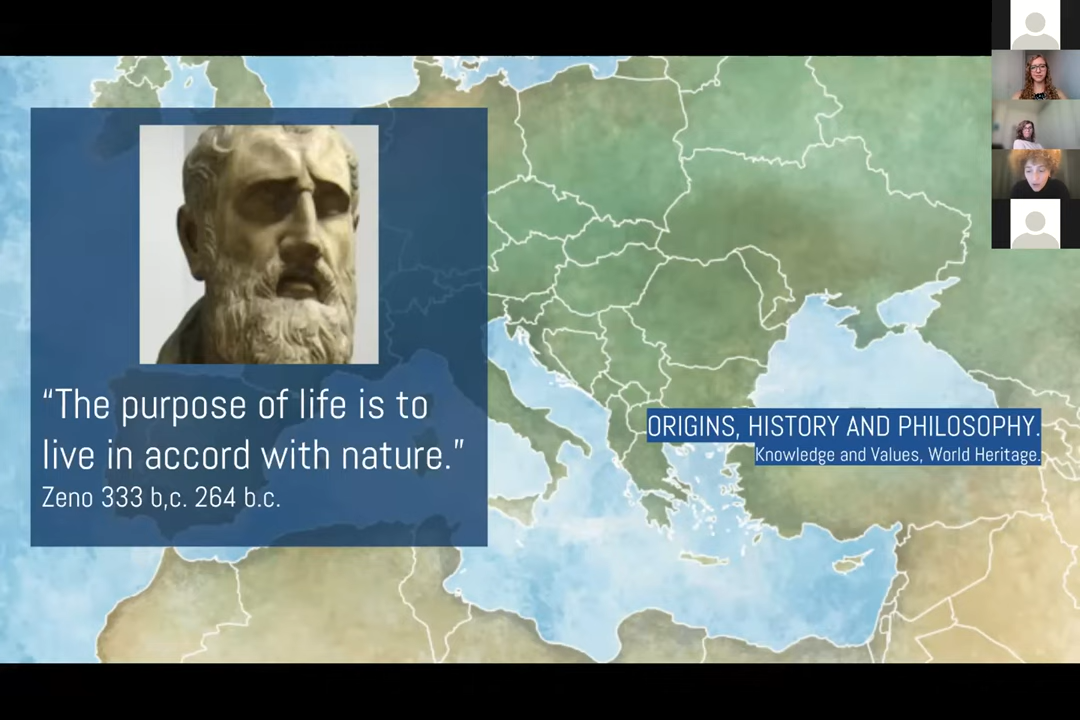 “The purpose of life is to
live in accord with nature.”
Zeno 333 b,c. 264 b.c.
ORIGINS, HISTORY AND PHILOSOPHY.
Knowledge and Values, World Heritage.